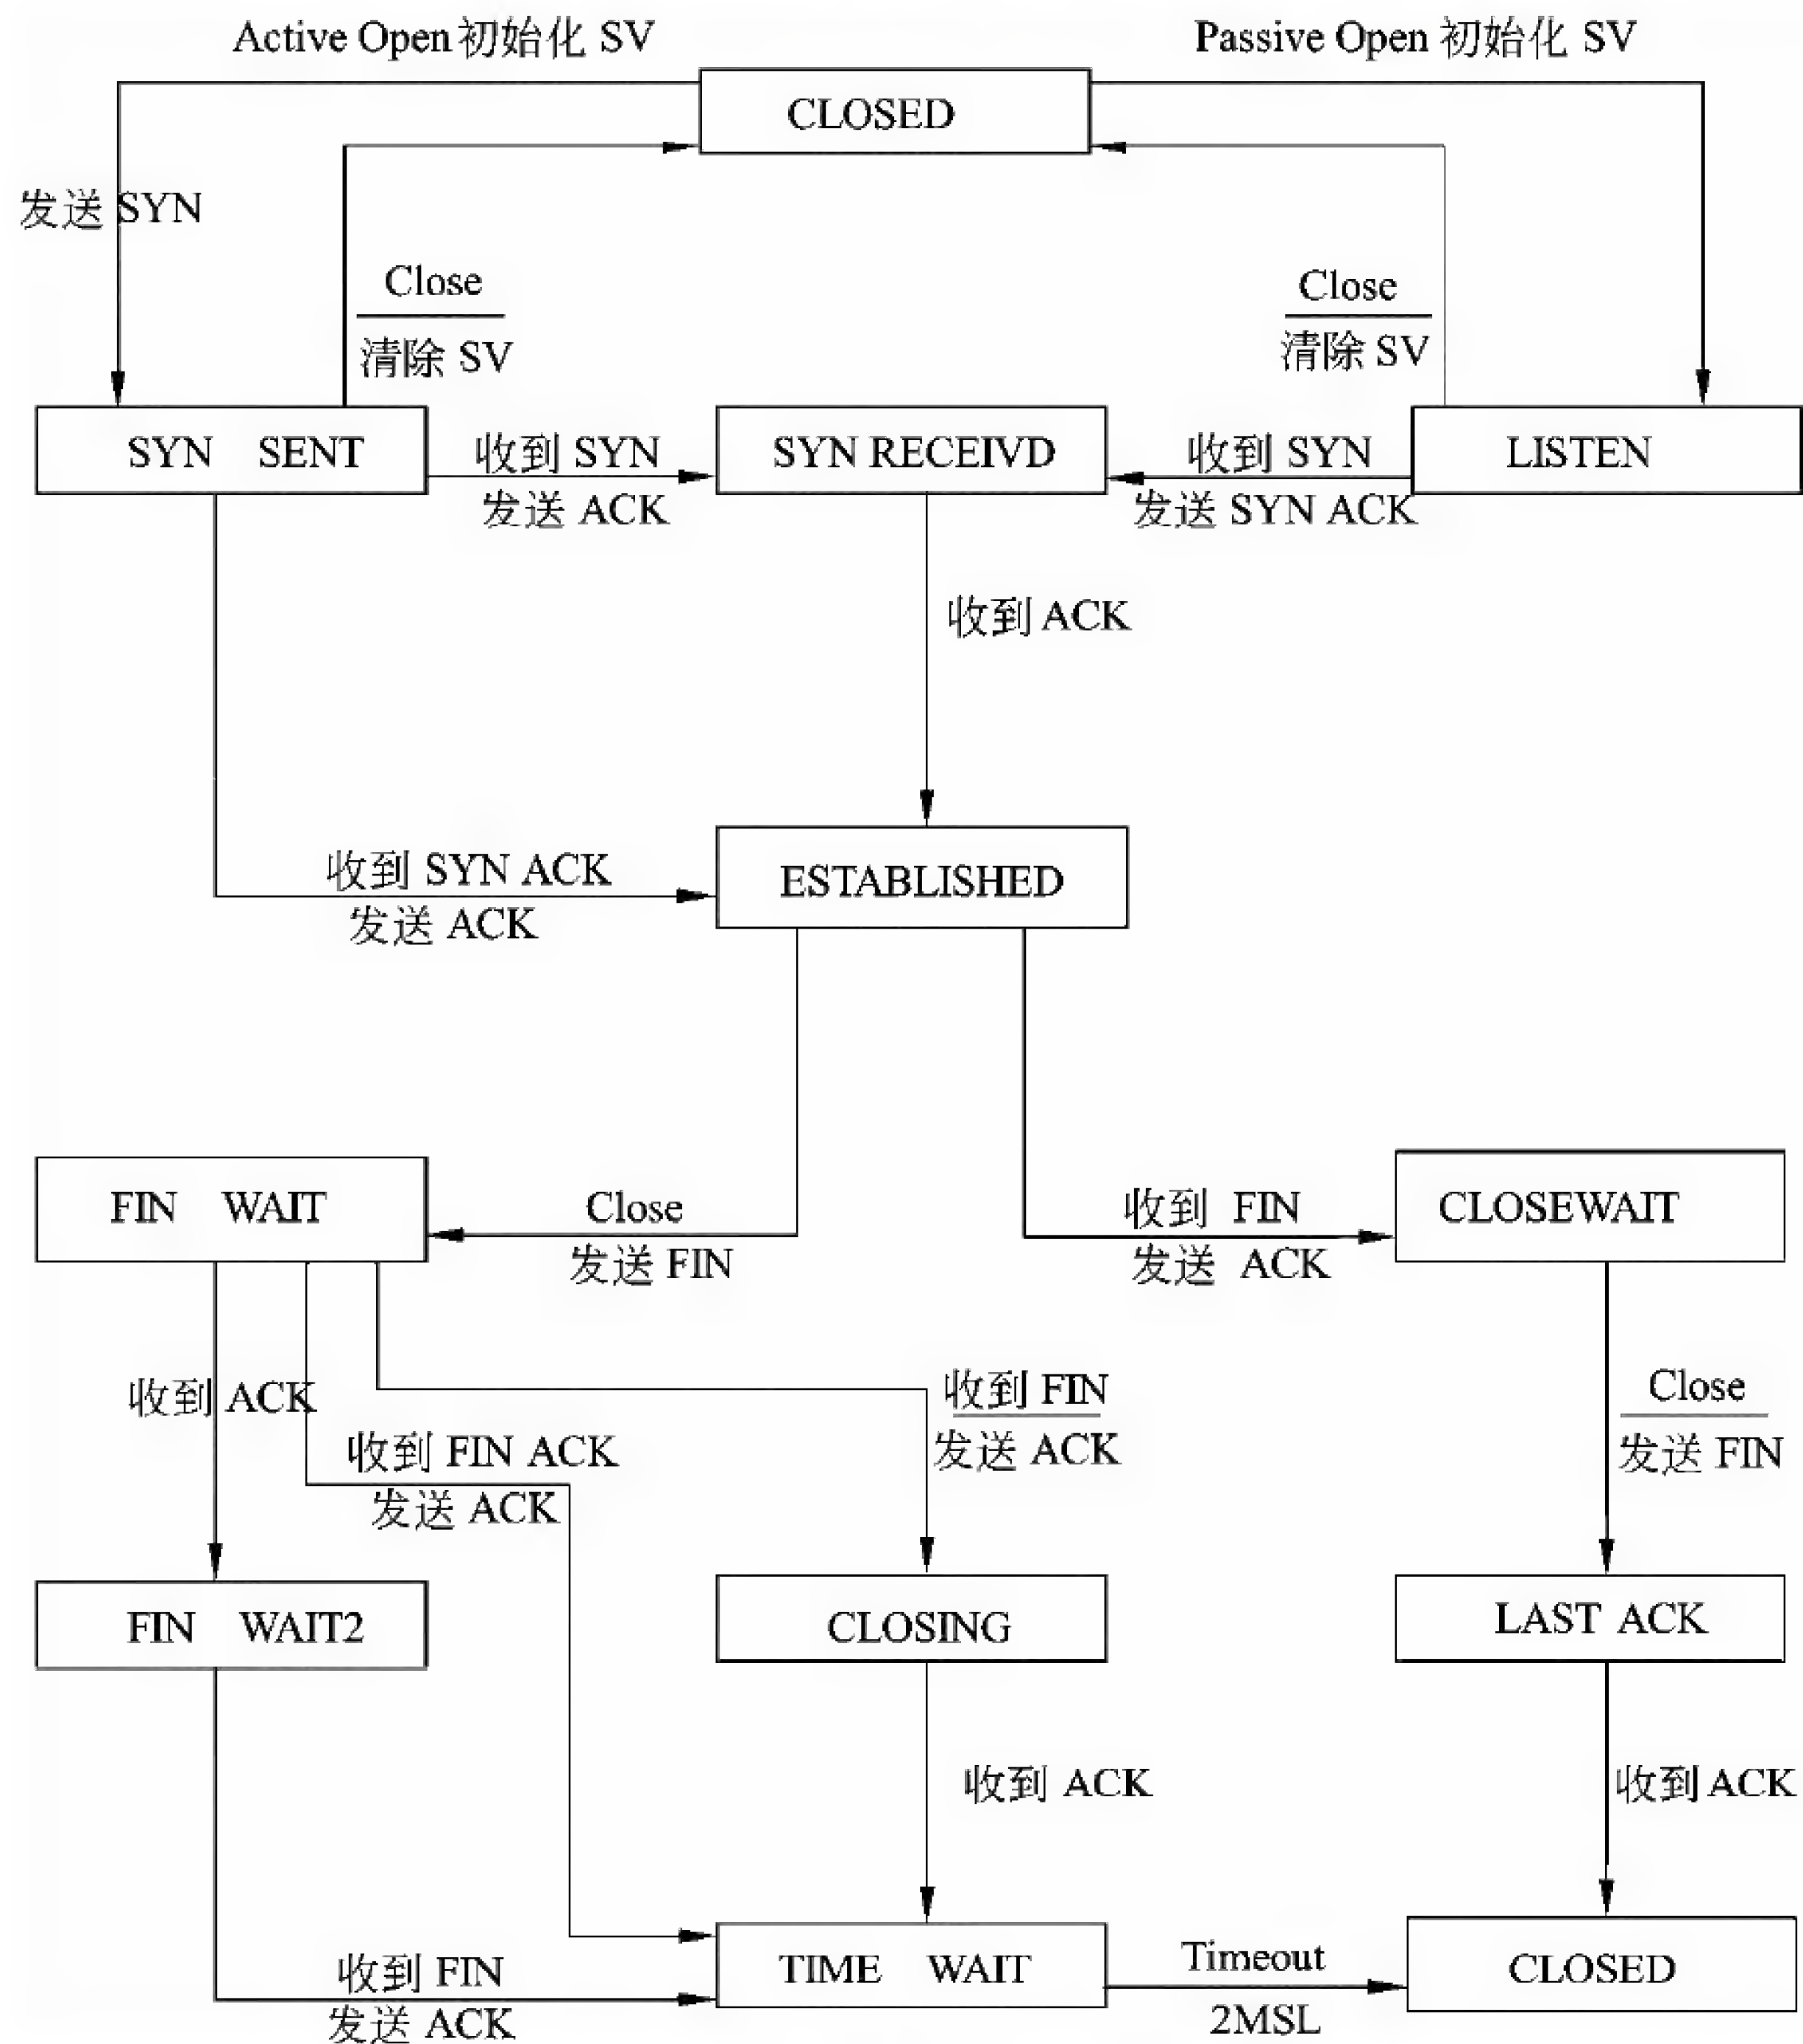 Active Open 初始化 SV
Passive Open 初始化 SV
CLOSED
发送 SYN
Close
清除 SV
Close
清除 SV
SYN SENT
收到 SYN
发送 ACK
SYN RECEIVD
收到 SYN
发送 SYN ACK
LISTEN
收到 ACK
收到 SYN ACK
发送 ACK
ESTABLISHED
FIN WAIT
Close
发送 FIN
收到 FIN
发送 ACK
CLOSEWAIT
收到 ACK
收到 FIN ACK
发送 ACK
收到 FIN
发送 ACK
Close
发送 FIN
FIN WAIT2
CLOSING
LAST ACK
收到 ACK
收到 ACK
收到 FIN
发送 ACK
TIME WAIT
Timeout
2MSL
CLOSED